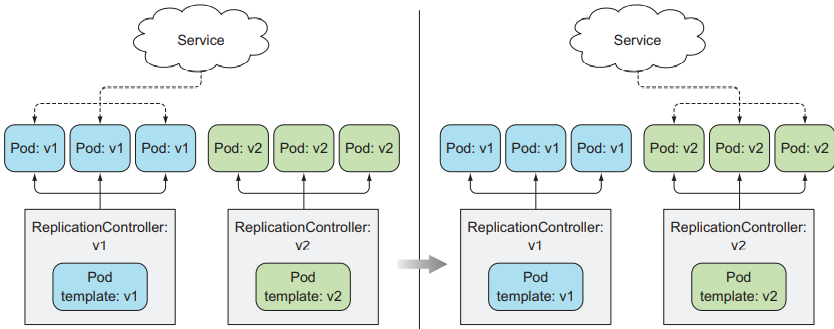 Service
Pod: v1
Pod: v1
Pod: v1
Pod: v2
Pod: v2
Pod: v2
ReplicationController:
v1
Pod
template: v1
ReplicationController:
v2
Pod
template: v2
Service
Pod: v1
Pod: v1
Pod: v1
Pod: v2
Pod: v2
Pod: v2
ReplicationController:
v1
Pod
template: v1
ReplicationController:
v2
Pod
template: v2